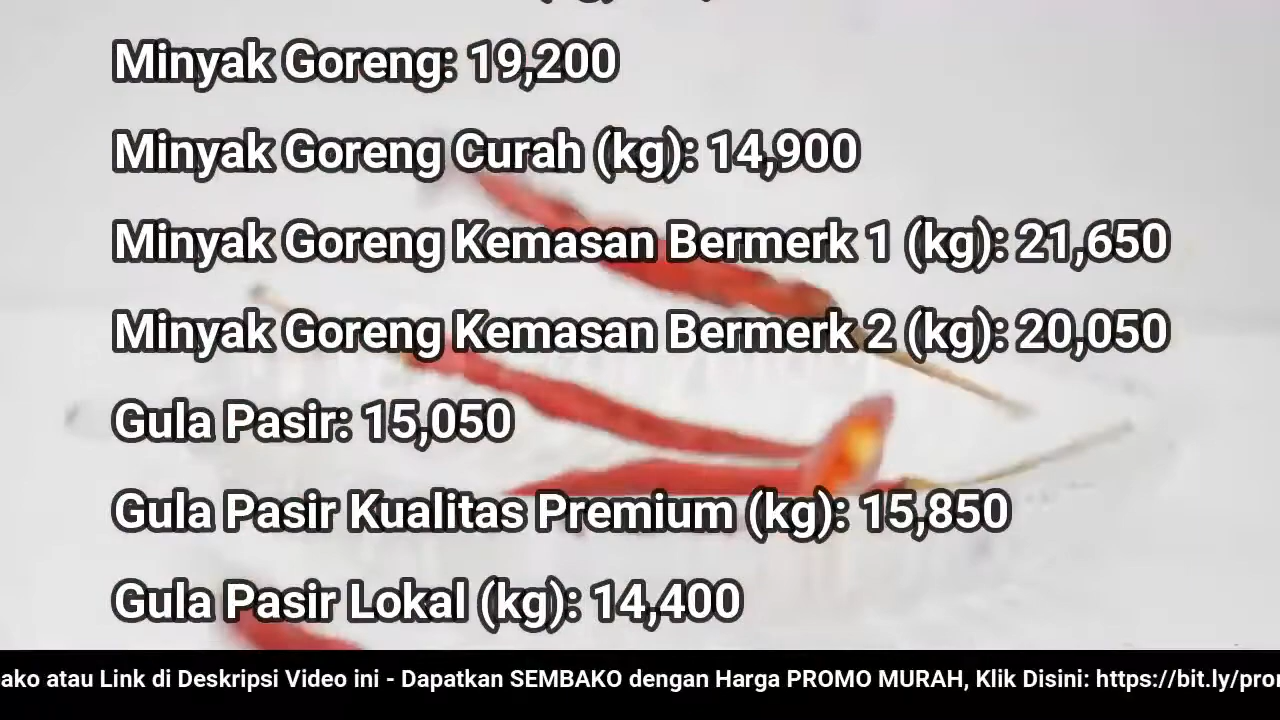 Minyak Goreng: 19,200
Minyak Goreng Curah (kg): 14,900
Minyak Goreng Kemasan Bermerk 1 (kg): 21,650
Minyak Goreng Kemasan Bermerk 2 (kg): 20,050
Gula Pasir: 15,050
Gula Pasir Kualitas Premium (kg): 15,850
Gula Pasir Lokal (kg): 14,400
ako atau Link di Deskripsi Video ini - Dapatkan SEMBAKO dengan Harga PROMO MURAH, Klik Disini: https://bit.ly/pro